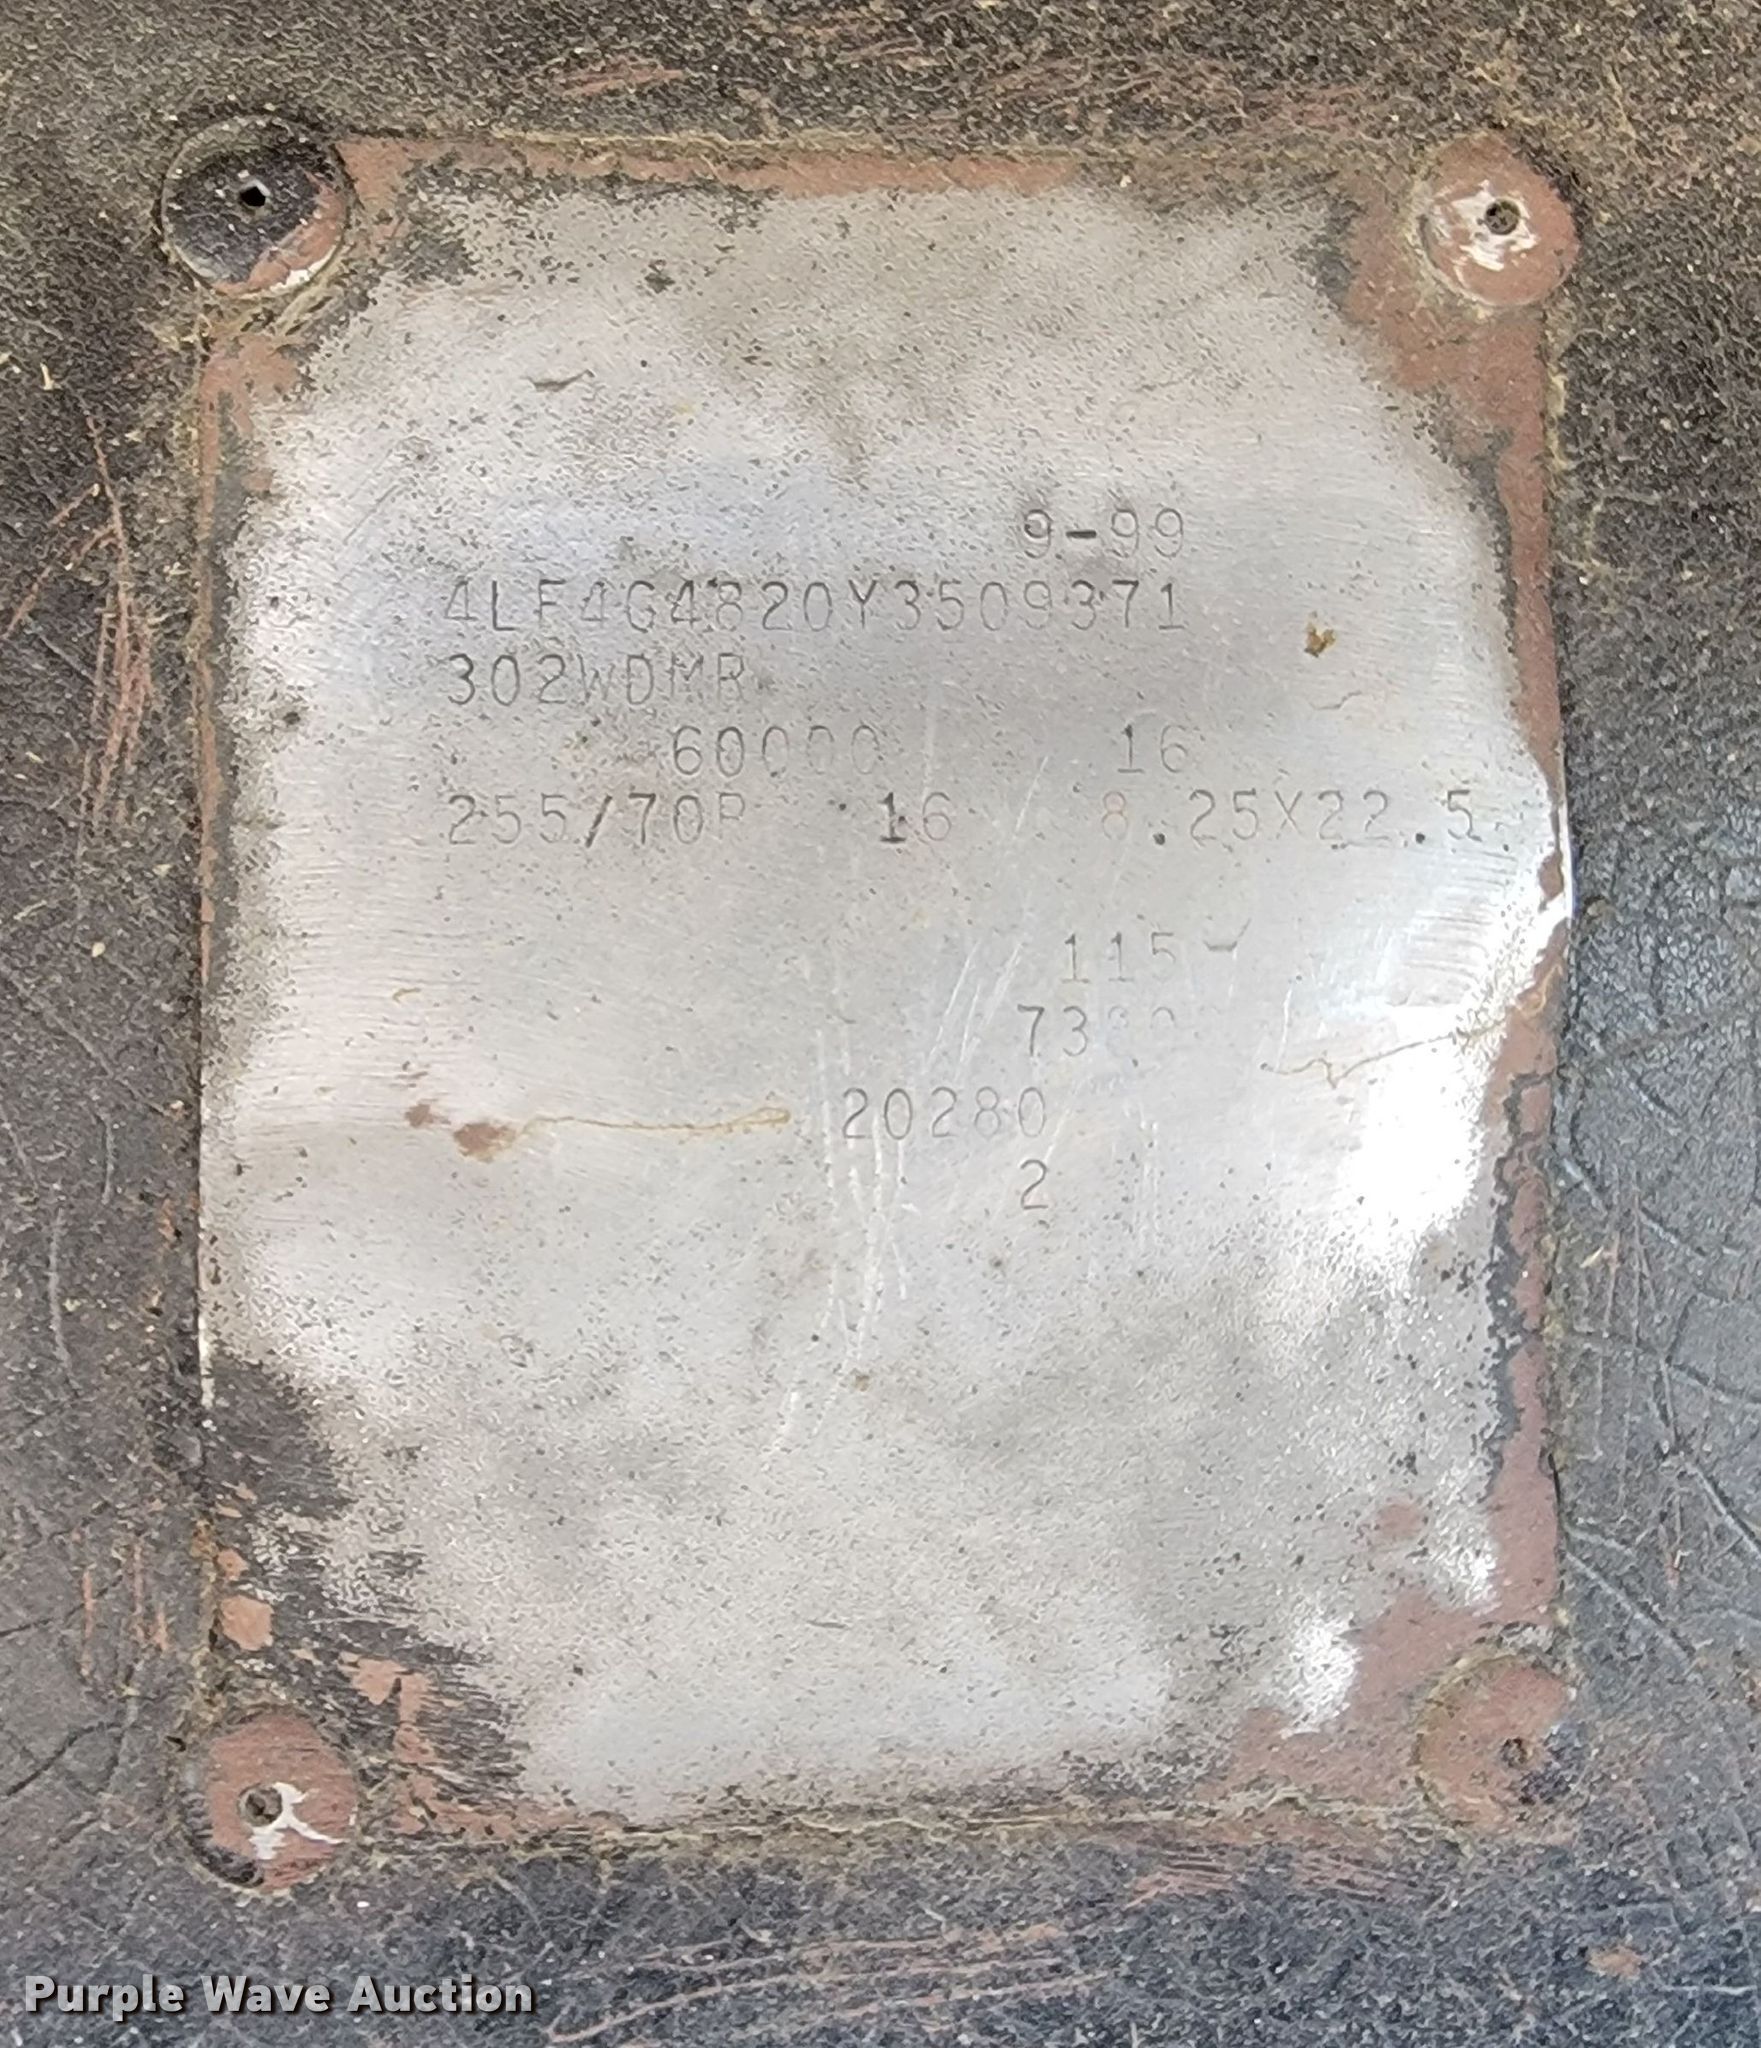 9-99
4LF4G4820Y3509371
302WDMR
60000 16
255/70R 16 8.25X22.5
115
20280
2
Purple Wave Auction